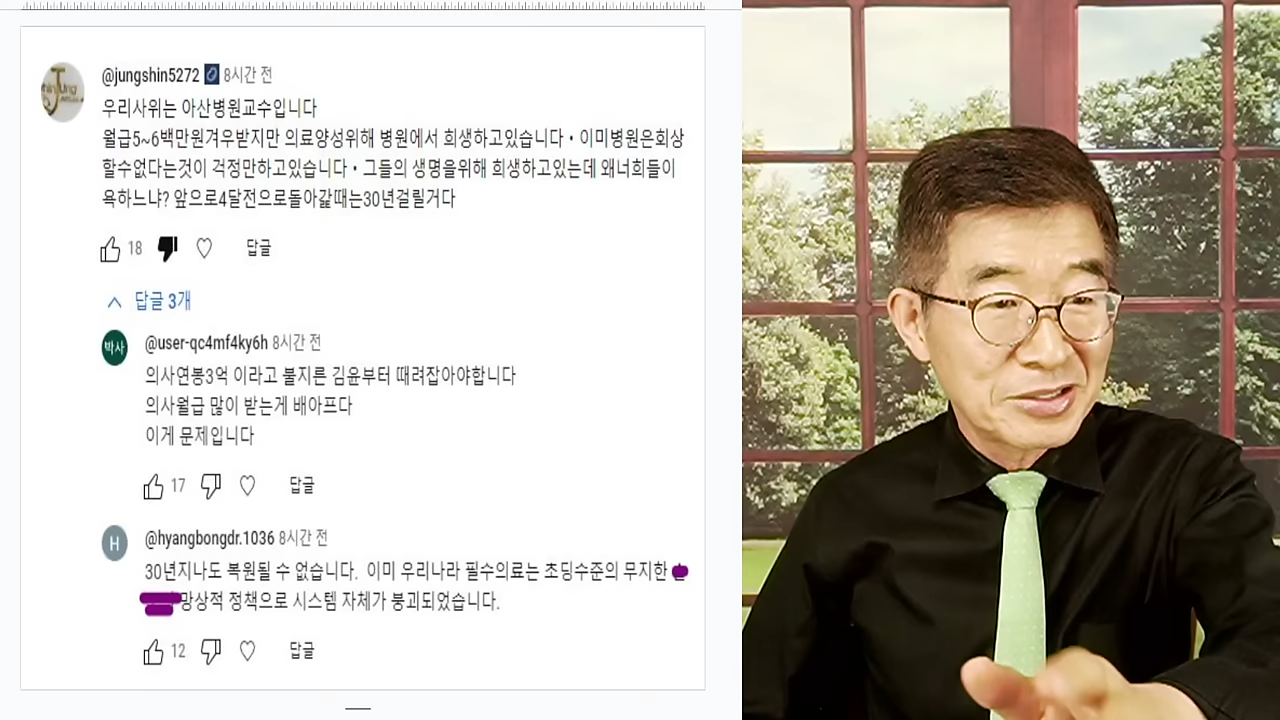 @jungshin5272 8시간 전
우리사위는 아산병원교수입니다
월급5~6백만원겨우받지만 의료양성위해 병원에서 희생하고있습니다 • 이미병원은회상
할수없다는것이 걱정만하고있습니다 • 그들의 생명을위해 희생하고있는데 왜너희들이
욕하느냐? 앞으로4달전으로돌아갈때는30년걸릴거다
18 답글
답글 3개
박사
@user-qc4mf4ky6h 8시간 전
의사연봉3억 이라고 불지른 김윤부터 때려잡아야합니다
의사월급 많이 받는게 배아프다
이게 문제입니다
17 답글
H
@hyangbongdr.1036 8시간 전
30년지나도 복원될 수 없습니다. 이미 우리나라 필수의료는 초딩수준의 무지한
망상적 정책으로 시스템 자체가 붕괴되었습니다.
12 답글